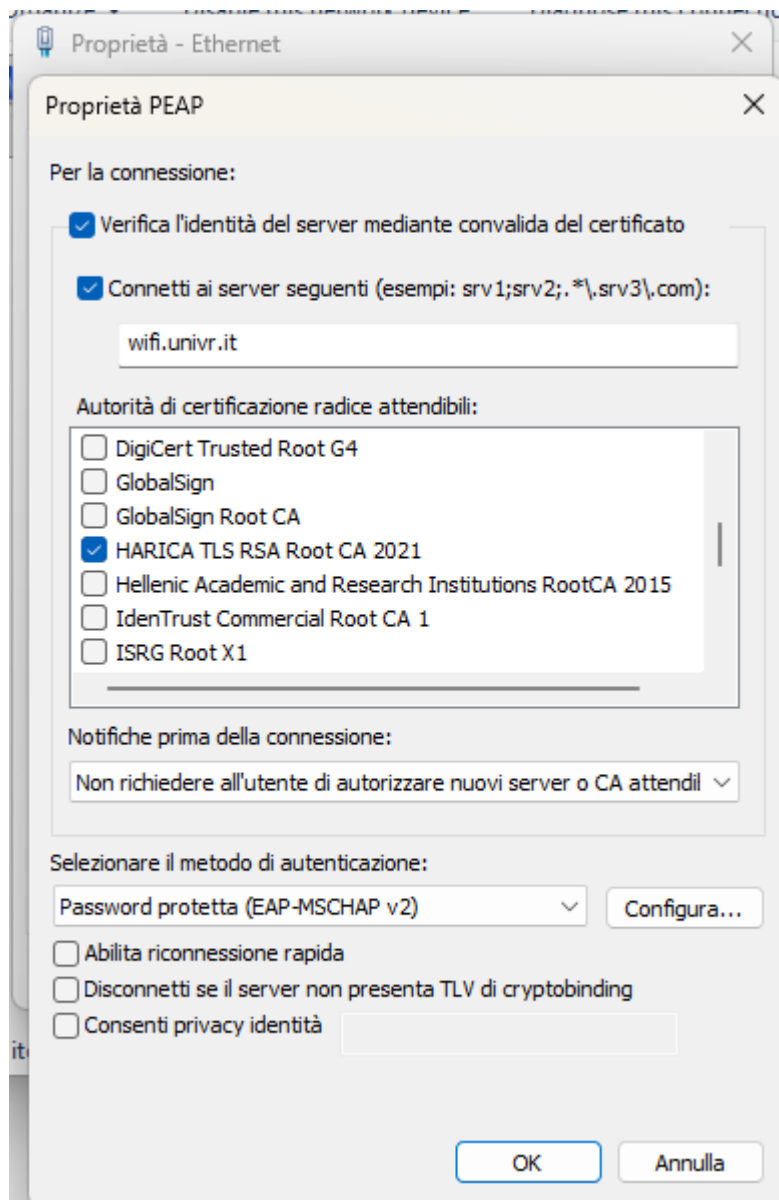 Proprietà - Ethernet
Proprietà PEAP
Per la connessione:
Verifica l'identità del server mediante convalida del certificato
Connetti ai server seguenti (esempi: srv1;srv2;.*\.srv3\.com):
wifi.univr.it
Autorità di certificazione radice attendibili:
DigiCert Trusted Root G4
GlobalSign
GlobalSign Root CA
HARICA TLS RSA Root CA 2021
Hellenic Academic and Research Institutions RootCA 2015
IdenTrust Commercial Root CA 1
ISRG Root X1
Notifiche prima della connessione:
Non richiedere all'utente di autorizzare nuovi server o CA attendil
Selezionare il metodo di autenticazione:
Password protetta (EAP-MSCHAP v2)
Configura...
Abilita riconnessione rapida
Disconnetti se il server non presenta TLV di cryptobinding
Consenti privacy identità
OK Annulla